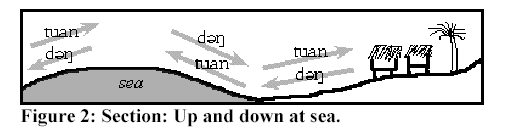 tuan
dəŋ
dəŋ
tuan
tuan
dəŋ
sea
Figure 2: Section: Up and down at sea.